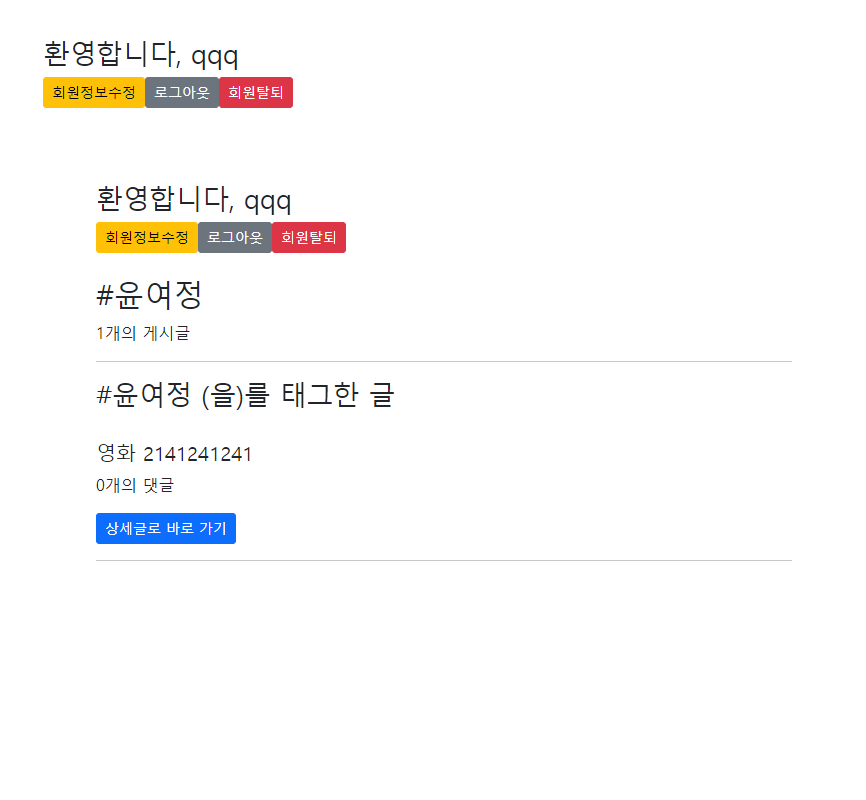 환영합니다, qqq
회원정보수정 로그아웃 회원탈퇴
환영합니다, qqq
회원정보수정 로그아웃 회원탈퇴
#윤여정
1개의 게시글
#윤여정 (을)를 태그한 글
영화 2141241241
0개의 댓글
상세글로 바로 가기